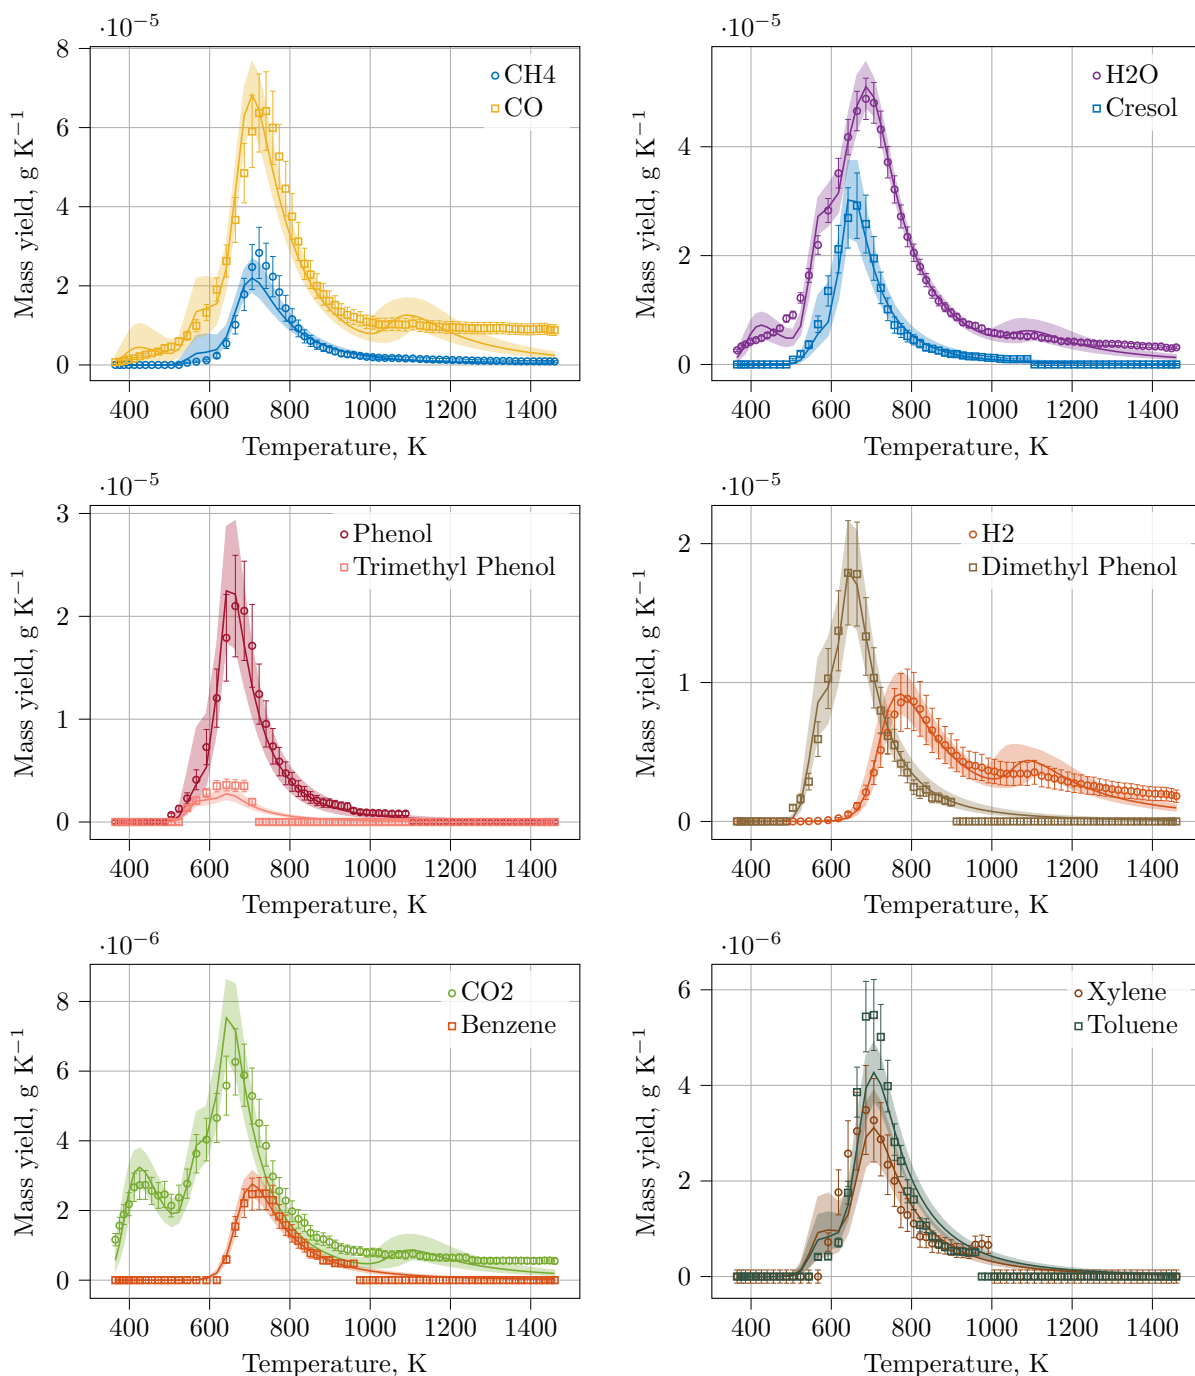 ·10⁻⁵
8
6
4
2
0
Mass yield, g K⁻¹
CH4
CO
400 600 800 1000 1200 1400
Temperature, K
·10⁻⁵
4
2
0
Mass yield, g K⁻¹
H2O
Cresol
400 600 800 1000 1200 1400
Temperature, K
·10⁻⁵
3
2
1
0
Mass yield, g K⁻¹
Phenol
Trimethyl Phenol
400 600 800 1000 1200 1400
Temperature, K
·10⁻⁵
2
1
0
Mass yield, g K⁻¹
H2
Dimethyl Phenol
400 600 800 1000 1200 1400
Temperature, K
·10⁻⁶
8
6
4
2
0
Mass yield, g K⁻¹
CO2
Benzene
400 600 800 1000 1200 1400
Temperature, K
·10⁻⁶
6
4
2
0
Mass yield, g K⁻¹
Xylene
Toluene
400 600 800 1000 1200 1400
Temperature, K